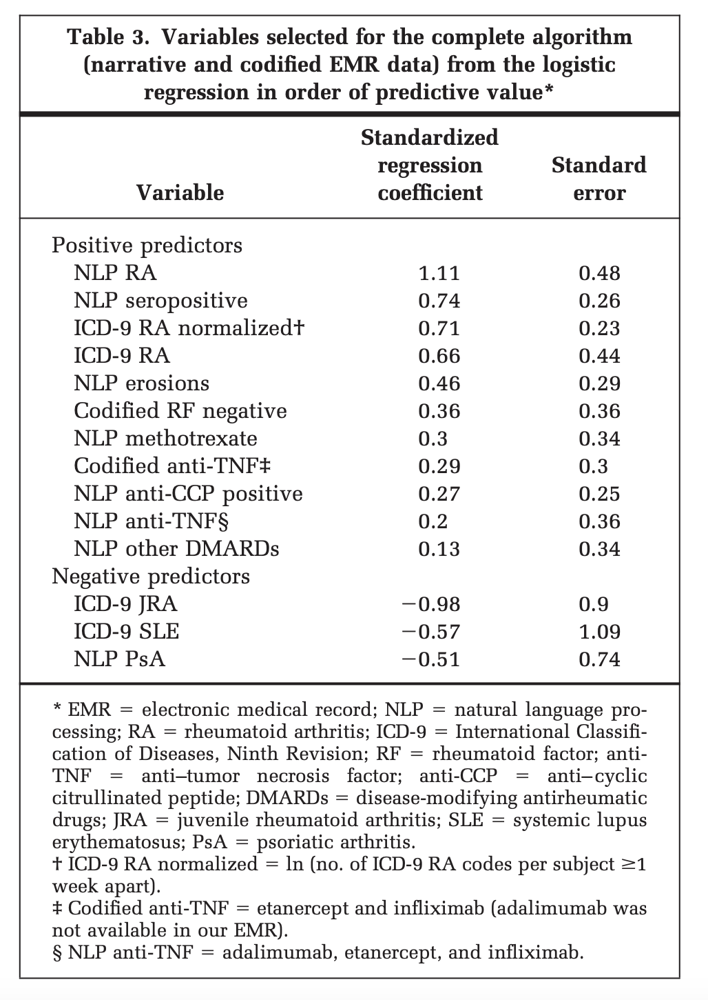 Table 3. Variables selected for the complete algorithm
(narrative and codified EMR data) from the logistic
regression in order of predictive value*
Standardized
regression
coefficient
Standard
error
Variable
Positive predictors
NLP RA 1.11 0.48
NLP seropositive 0.74 0.26
ICD-9 RA normalized† 0.71 0.23
ICD-9 RA 0.66 0.44
NLP erosions 0.46 0.29
Codified RF negative 0.36 0.36
NLP methotrexate 0.3 0.34
Codified anti-TNF‡ 0.29 0.3
NLP anti-CCP positive 0.27 0.25
NLP anti-TNF§ 0.2 0.36
NLP other DMARDs 0.13 0.34
Negative predictors
ICD-9 JRA −0.98 0.9
ICD-9 SLE −0.57 1.09
NLP PsA −0.51 0.74
* EMR = electronic medical record; NLP = natural language pro-
cessing; RA = rheumatoid arthritis; ICD-9 = International Classifi-
cation of Diseases, Ninth Revision; RF = rheumatoid factor; anti-
TNF = anti–tumor necrosis factor; anti-CCP = anti–cyclic
citrullinated peptide; DMARDs = disease-modifying antirheumatic
drugs; JRA = juvenile rheumatoid arthritis; SLE = systemic lupus
erythematosus; PsA = psoriatic arthritis.
† ICD-9 RA normalized = ln (no. of ICD-9 RA codes per subject ≥1
week apart).
‡ Codified anti-TNF = etanercept and infliximab (adalimumab was
not available in our EMR).
§ NLP anti-TNF = adalimumab, etanercept, and infliximab.